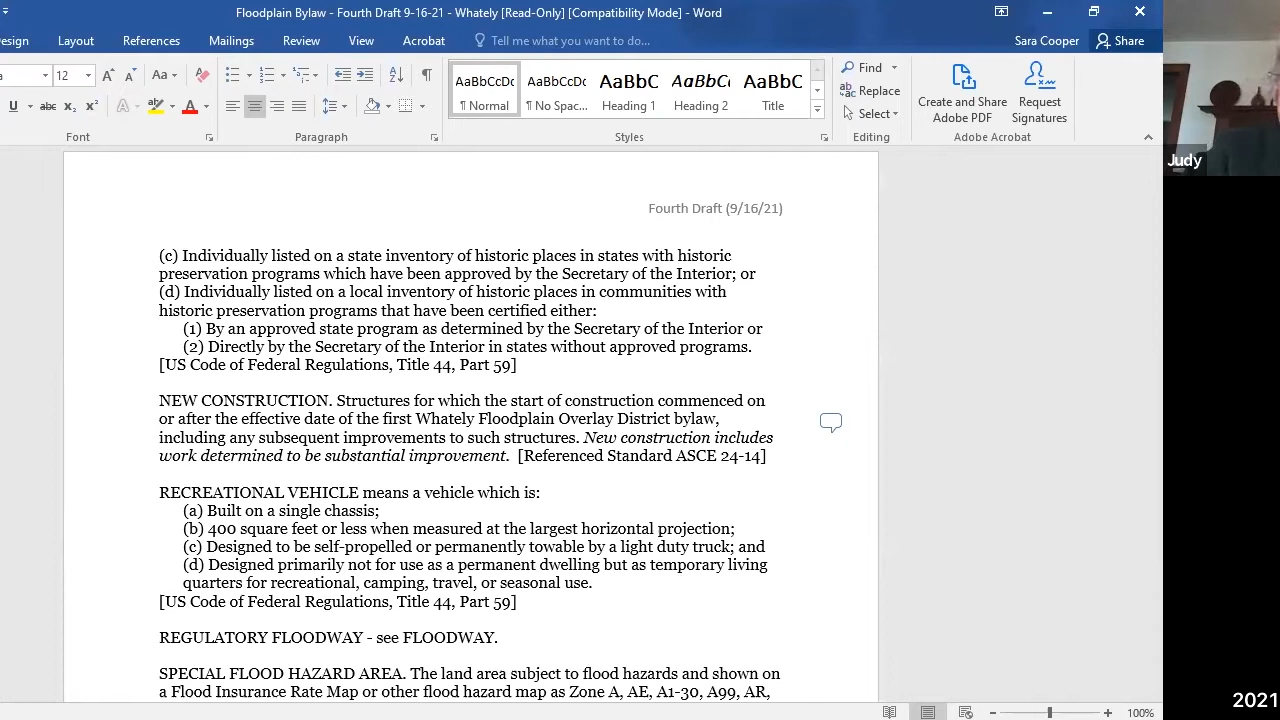 Floodplain Bylaw - Fourth Draft 9-16-21 - Whately [Read-Only] [Compatibility Mode] - Word
esign Layout References Mailings Review View Acrobat Tell me what you want to do... Sara Cooper Share
a 12 Aa AaBbCcDc AaBbCcDc AaBbC AaBbC AaBbC Find
Replace
U abc X₂ X² A A ¶ Normal ¶ No Spac... Heading 1 Heading 2 Title Select
Create and Share Adobe PDF Request Signatures
Font Paragraph Styles Editing Adobe Acrobat
Judy
Fourth Draft (9/16/21)
(c) Individually listed on a state inventory of historic places in states with historic
preservation programs which have been approved by the Secretary of the Interior; or
(d) Individually listed on a local inventory of historic places in communities with
historic preservation programs that have been certified either:
(1) By an approved state program as determined by the Secretary of the Interior or
(2) Directly by the Secretary of the Interior in states without approved programs.
[US Code of Federal Regulations, Title 44, Part 59]
NEW CONSTRUCTION. Structures for which the start of construction commenced on
or after the effective date of the first Whately Floodplain Overlay District bylaw,
including any subsequent improvements to such structures. New construction includes
work determined to be substantial improvement. [Referenced Standard ASCE 24-14]
RECREATIONAL VEHICLE means a vehicle which is:
(a) Built on a single chassis;
(b) 400 square feet or less when measured at the largest horizontal projection;
(c) Designed to be self-propelled or permanently towable by a light duty truck; and
(d) Designed primarily not for use as a permanent dwelling but as temporary living
quarters for recreational, camping, travel, or seasonal use.
[US Code of Federal Regulations, Title 44, Part 59]
REGULATORY FLOODWAY - see FLOODWAY.
SPECIAL FLOOD HAZARD AREA. The land area subject to flood hazards and shown on
a Flood Insurance Rate Map or other flood hazard map as Zone A, AE, A1-30, A99, AR,
2021
100%